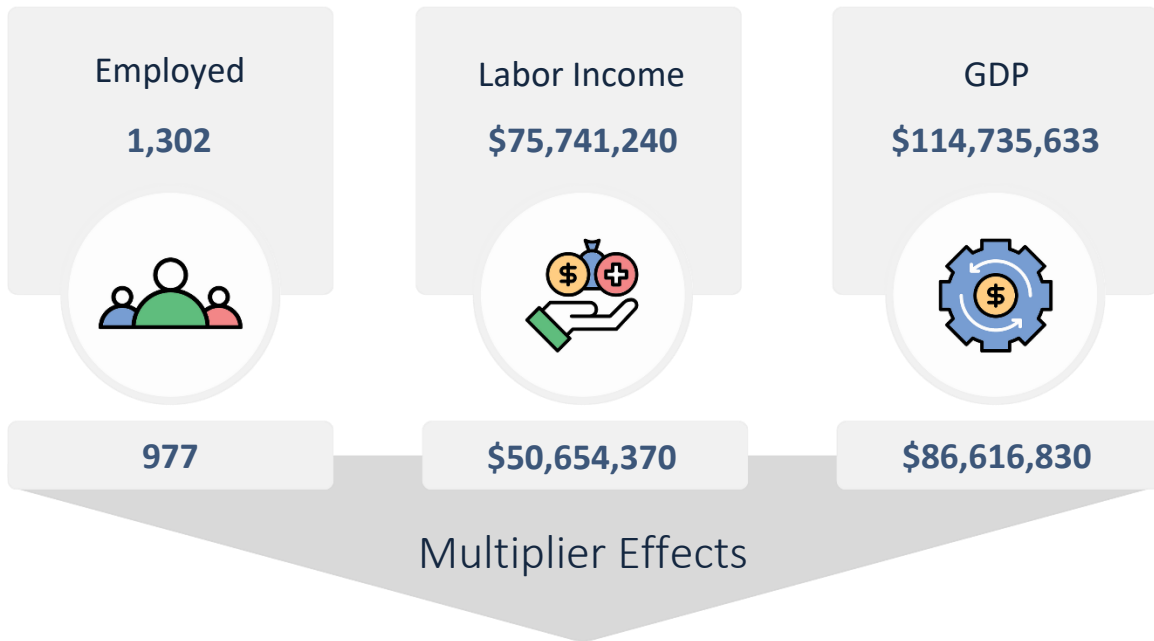 Employed
1,302
Labor Income
$75,741,240
GDP
$114,735,633
977
$50,654,370
$86,616,830
Multiplier Effects